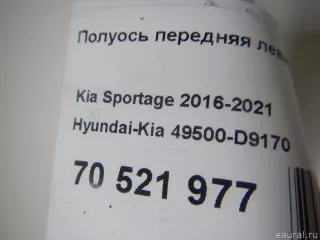 Полуось передняя
Kia Sportage 2016-2021
Hyundai-Kia 49500-D9170
70 521 977
eaural.ru